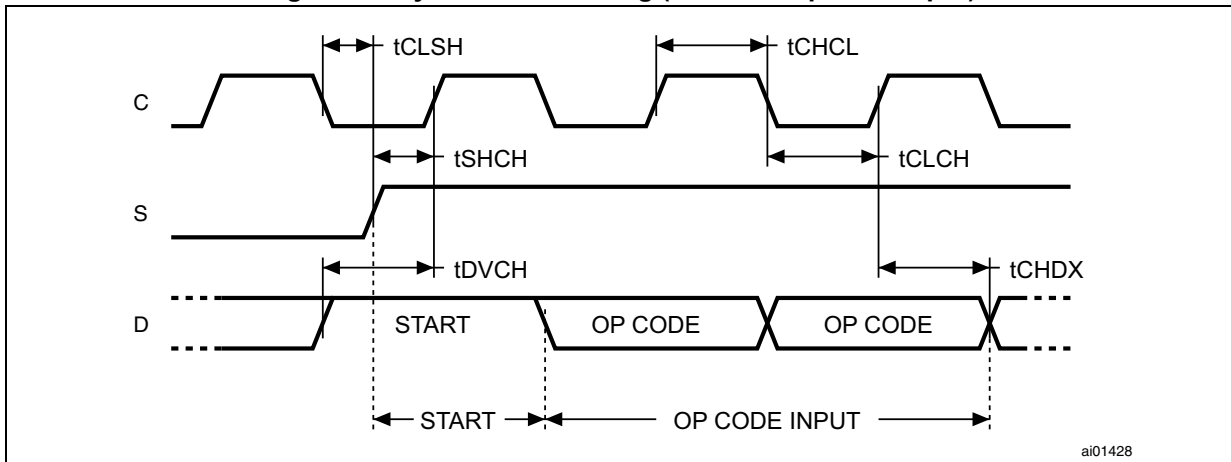 tCLSH
tCHCL
C
tSHCH
tCLCH
S
tDVCH
tCHDX
D
START
OP CODE
OP CODE
START
OP CODE INPUT
ai01428